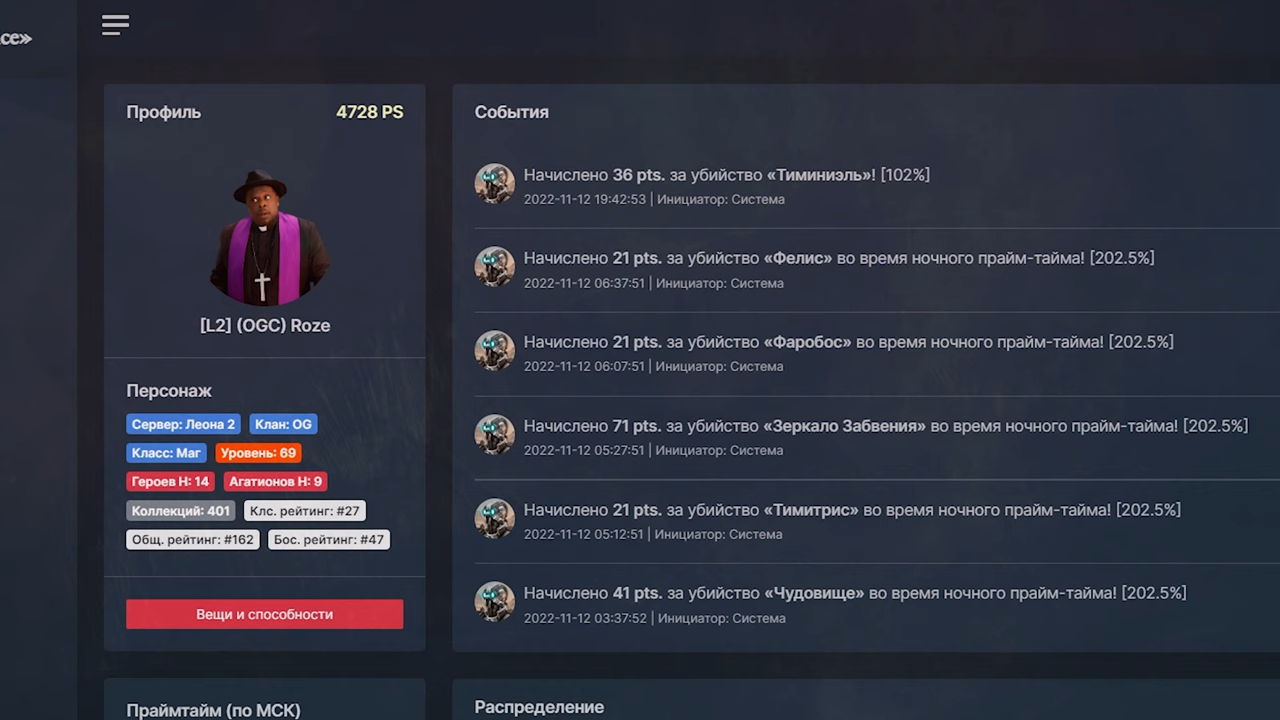 ce»
Профиль
4728 PS
[L2] (OGC) Roze
Персонаж
Сервер: Леона 2
Клан: OG
Класс: Маг
Уровень: 69
Героев Н: 14
Агатионов Н: 9
Коллекций: 401
Клс. рейтинг: #27
Общ. рейтинг: #162
Бос. рейтинг: #47
Вещи и способности
Праймтайм (по МСК)
События
Начислено 36 pts. за убийство «Тиминиэль»! [102%]
2022-11-12 19:42:53 | Инициатор: Система
Начислено 21 pts. за убийство «Фелис» во время ночного прайм-тайма! [202.5%]
2022-11-12 06:37:51 | Инициатор: Система
Начислено 21 pts. за убийство «Фаробос» во время ночного прайм-тайма! [202.5%]
2022-11-12 06:07:51 | Инициатор: Система
Начислено 71 pts. за убийство «Зеркало Забвения» во время ночного прайм-тайма! [202.5%]
2022-11-12 05:27:51 | Инициатор: Система
Начислено 21 pts. за убийство «Тимитрис» во время ночного прайм-тайма! [202.5%]
2022-11-12 05:12:51 | Инициатор: Система
Начислено 41 pts. за убийство «Чудовище» во время ночного прайм-тайма! [202.5%]
2022-11-12 03:37:52 | Инициатор: Система
Распределение